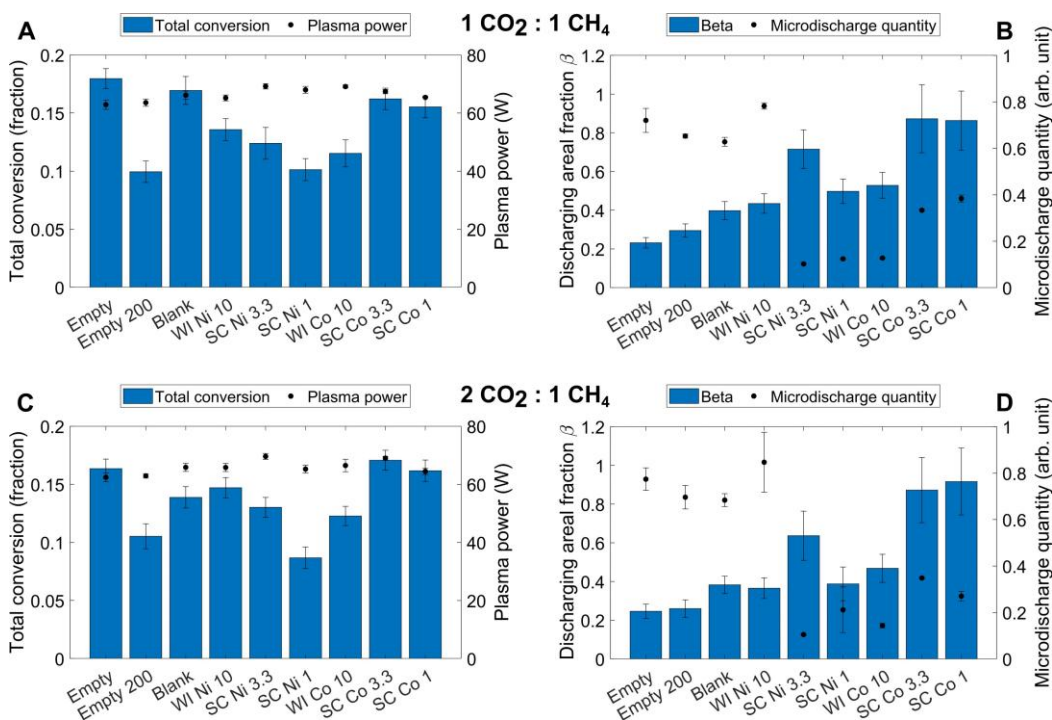 A
Total conversion
Plasma power
1 CO2 : 1 CH4
Beta
Microdischarge quantity
B
Total conversion (fraction)
0.2
0.15
0.1
0.05
0
80
60
40
20
0
Plasma power (W)
Empty
Empty 200
Blank
WI Ni 10
SC Ni 3.3
SC Ni 1
WI Co 10
SC Co 3.3
SC Co 1
Discharging areal fraction β
1.2
1
0.8
0.6
0.4
0.2
0
1
0.8
0.6
0.4
0.2
0
Microdischarge quantity (arb. unit)
Empty
Empty 200
Blank
WI Ni 10
SC Ni 3.3
SC Ni 1
WI Co 10
SC Co 3.3
SC Co 1
C
Total conversion
Plasma power
2 CO2 : 1 CH4
Beta
Microdischarge quantity
D
Total conversion (fraction)
0.2
0.15
0.1
0.05
0
80
60
40
20
0
Plasma power (W)
Empty
Empty 200
Blank
WI Ni 10
SC Ni 3.3
SC Ni 1
WI Co 10
SC Co 3.3
SC Co 1
Discharging areal fraction β
1.2
1
0.8
0.6
0.4
0.2
0
1
0.8
0.6
0.4
0.2
0
Microdischarge quantity (arb. unit)
Empty
Empty 200
Blank
WI Ni 10
SC Ni 3.3
SC Ni 1
WI Co 10
SC Co 3.3
SC Co 1